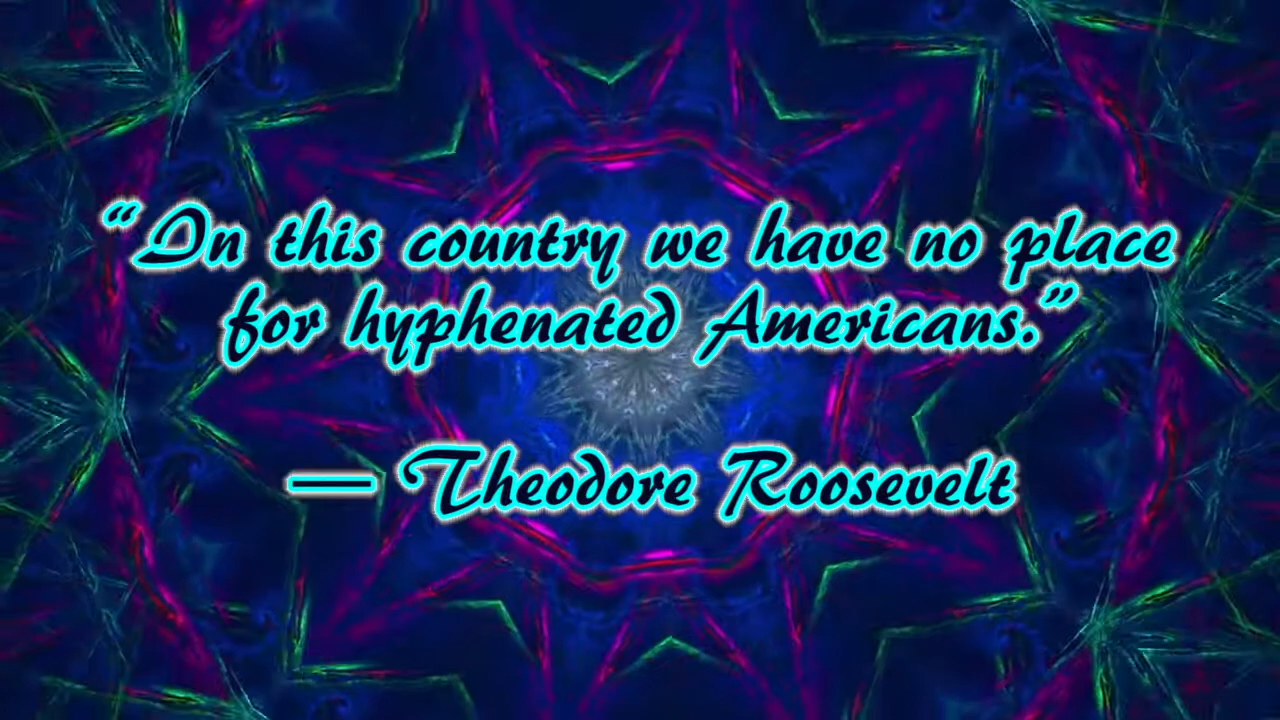 “In this country we have no place
for hyphenated Americans.”
— Theodore Roosevelt